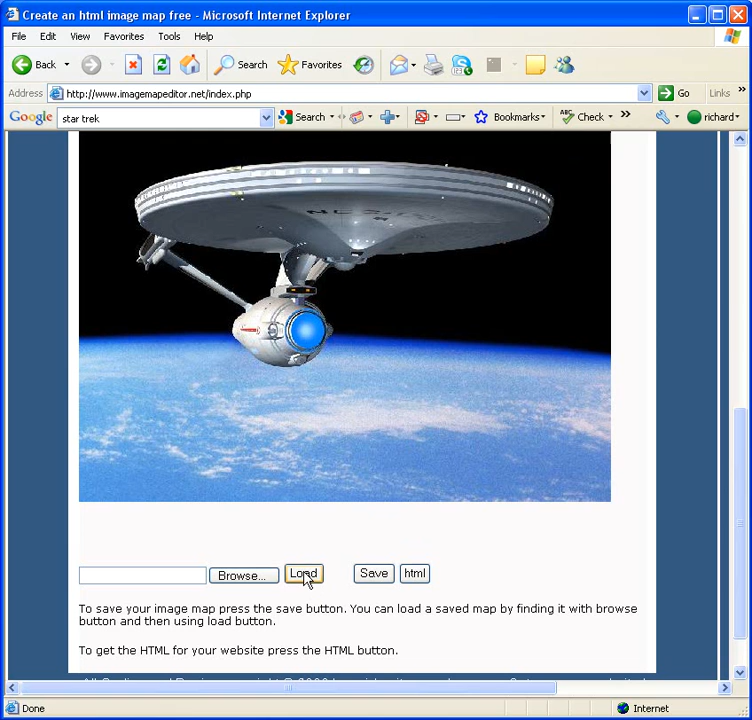 Create an html image map free - Microsoft Internet Explorer
File Edit View Favorites Tools Help
Back Search Favorites
Address http://www.imagemapeditor.net/index.php Go Links »
Google star trek Search Bookmarks Check » richard
Browse... Load Save html
To save your image map press the save button. You can load a saved map by finding it with browse
button and then using load button.
To get the HTML for your website press the HTML button.
Done Internet